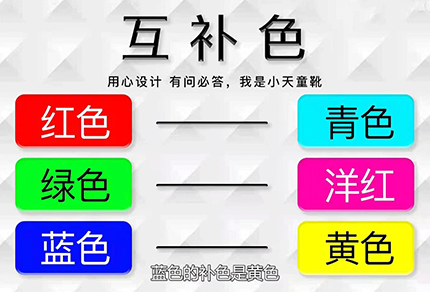 互补色
用心设计 有问必答，我是小天童靴
红色 青色
绿色 洋红
蓝色 黄色
蓝色的补色是黄色